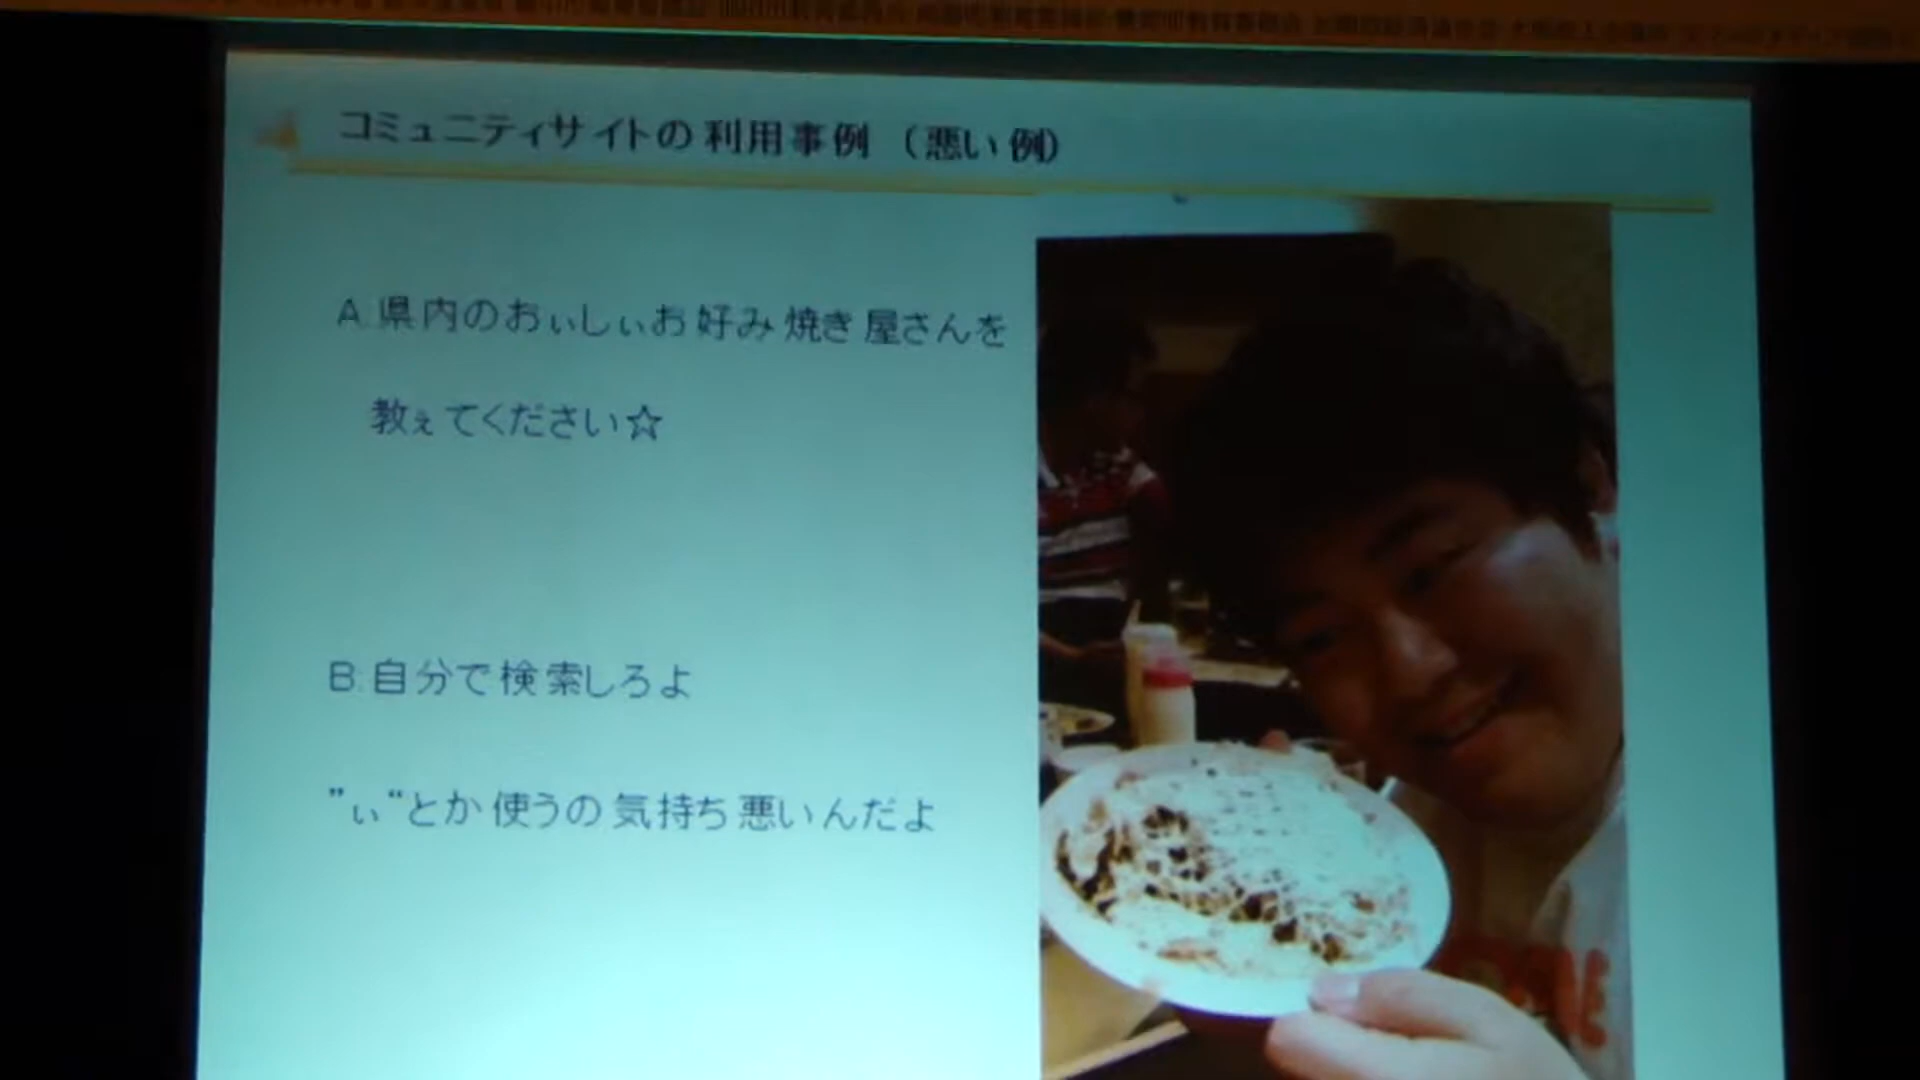 コミュニティサイトの利用事例（悪い例）
A.県内のおぃしぃお好み焼き屋さんを
教ぇてください☆
B.自分で検索しろよ
”ぃ“とか使うの気持ち悪いんだよ